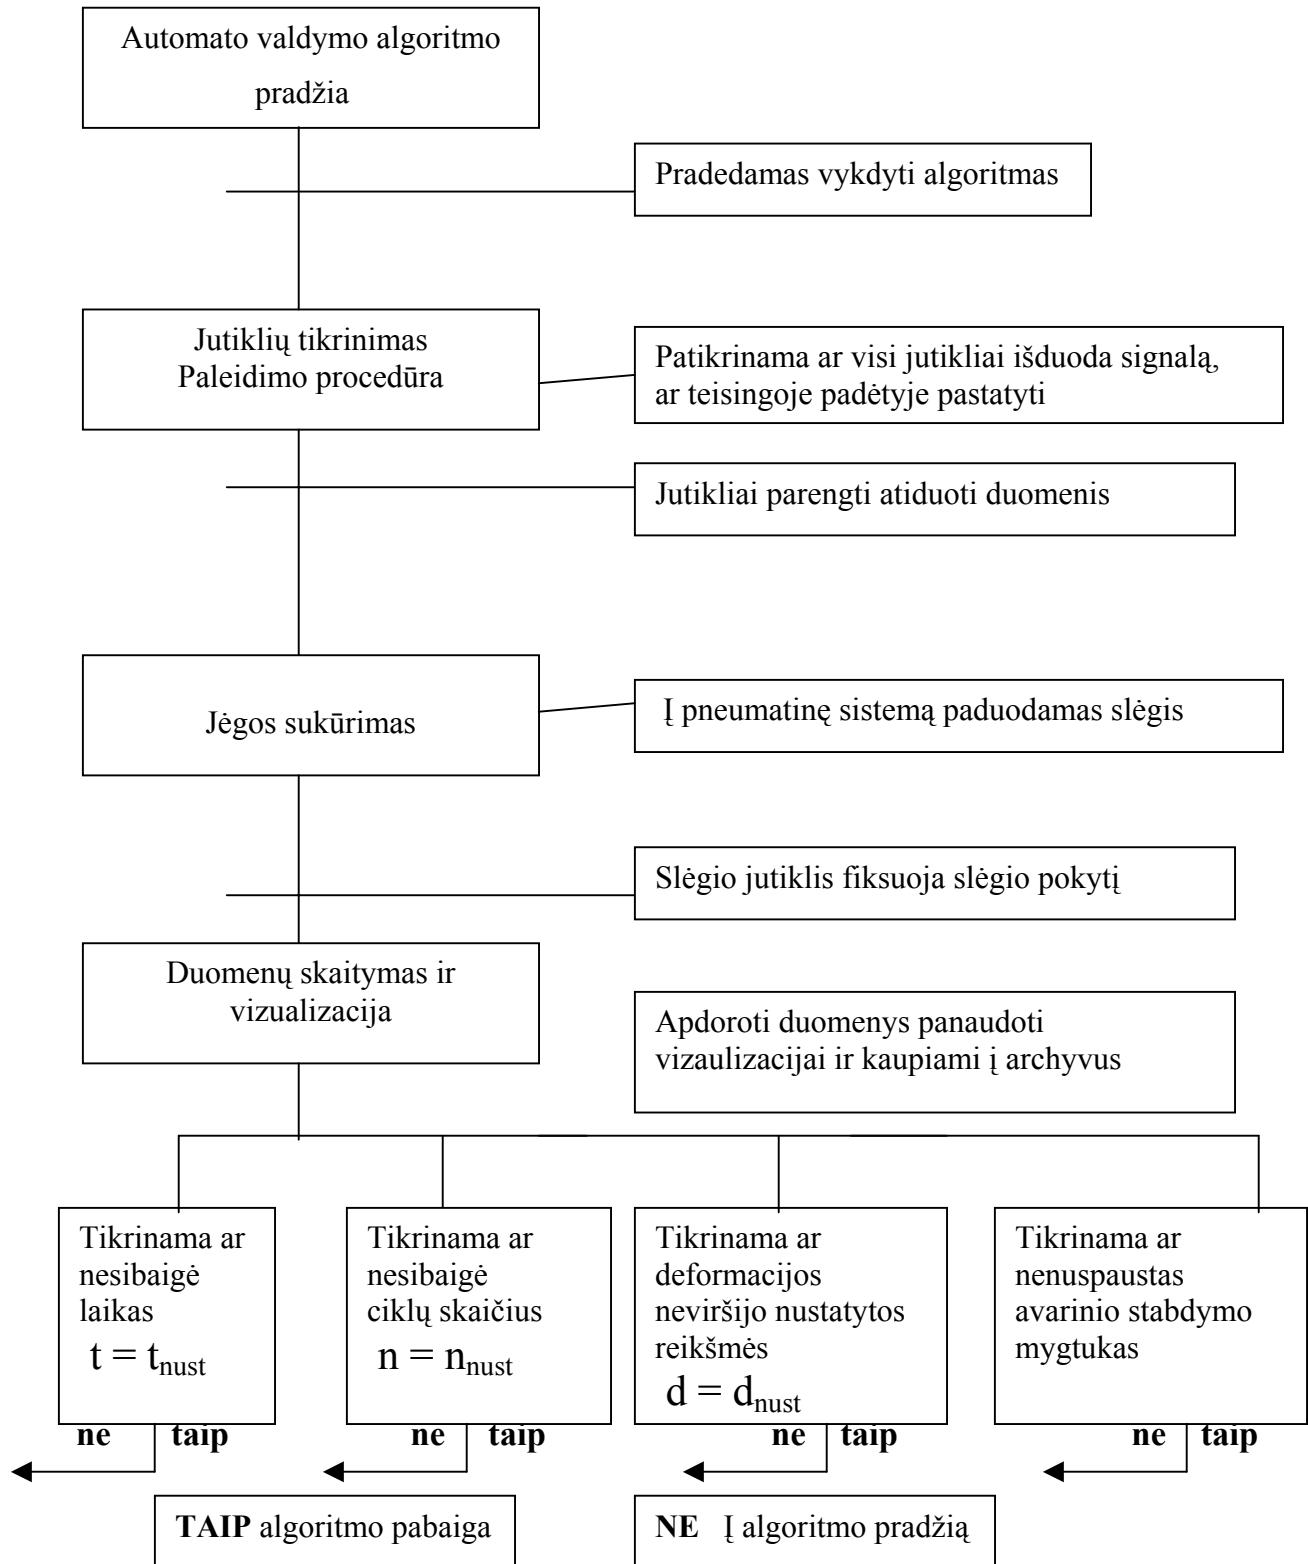 Automato valdymo algoritmo
pradžia
Pradedamas vykdyti algoritmas
Jutiklių tikrinimas
Paleidimo procedūra
Patikrinama ar visi jutikliai išduoda signalą,
ar teisingoje padėtyje pastatyti
Jutikliai parengti atiduoti duomenis
Jėgos sukūrimas
Į pneumatinę sistemą paduodamas slėgis
Slėgio jutiklis fiksuoja slėgio pokytį
Duomenų skaitymas ir
vizualizacija
Apdoroti duomenys panaudoti
vizaulizacijai ir kaupiami į archyvus
Tikrinama ar
nesibaigė
laikas
t = tnust
Tikrinama ar
nesibaigė
ciklų skaičius
n = nnust
Tikrinama ar
deformacijos
neviršijo nustatytos
reikšmės
d = dnust
Tikrinama ar
nenuspaustas
avarinio stabdymo
mygtukas
ne taip
ne taip
ne taip
ne taip
TAIP algoritmo pabaiga
NE Į algoritmo pradžią